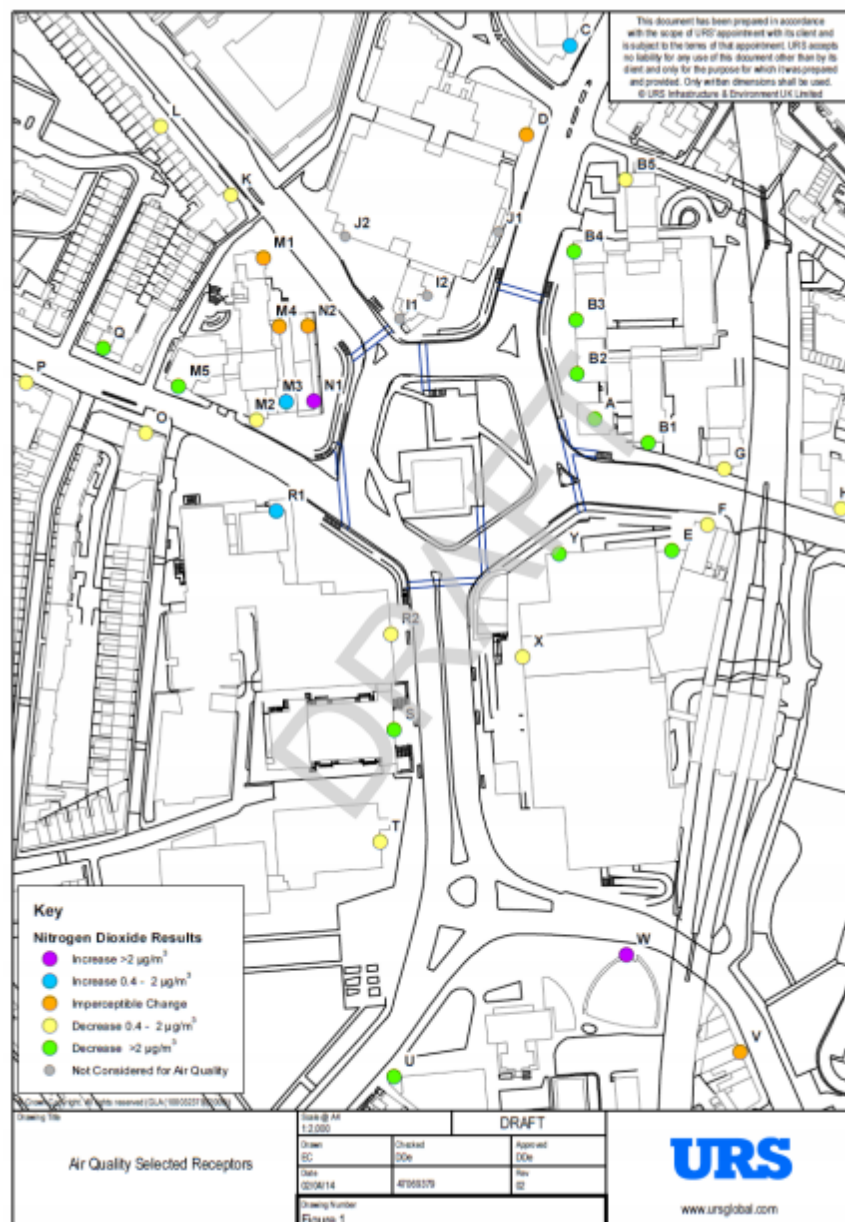 This document has been prepared in accordance
with the scope of URS' appointment with its client and
is subject to the terms of that appointment. URS accepts
no liability for any use of this document other than by its
client and only for the purpose for which it was prepared
and provided. Only written dimensions shall be used.
© URS Infrastructure & Environment UK Limited
C
L
D
K
B5
J2
J1
B4
M1
I2
I1
M4
N2
B3
Q
P
M5
M3
N1
B2
M2
A
O
B1
G
R1
H
F
Y
E
R2
X
S
T
W
V
U
DRAFT
Key
Nitrogen Dioxide Results
Increase >2 µg/m³
Increase 0.4 - 2 µg/m³
Imperceptible Change
Decrease 0.4 - 2 µg/m³
Decrease >2 µg/m³
Not Considered for Air Quality
Drawing Title
Air Quality Selected Receptors
Scale @ A4
1:2,000
DRAFT
Drawn
EC
Checked
DDe
Approved
DDe
Date
02/04/14
47069379
Rev
02
Drawing Number
Figure 1
URS
www.ursglobal.com